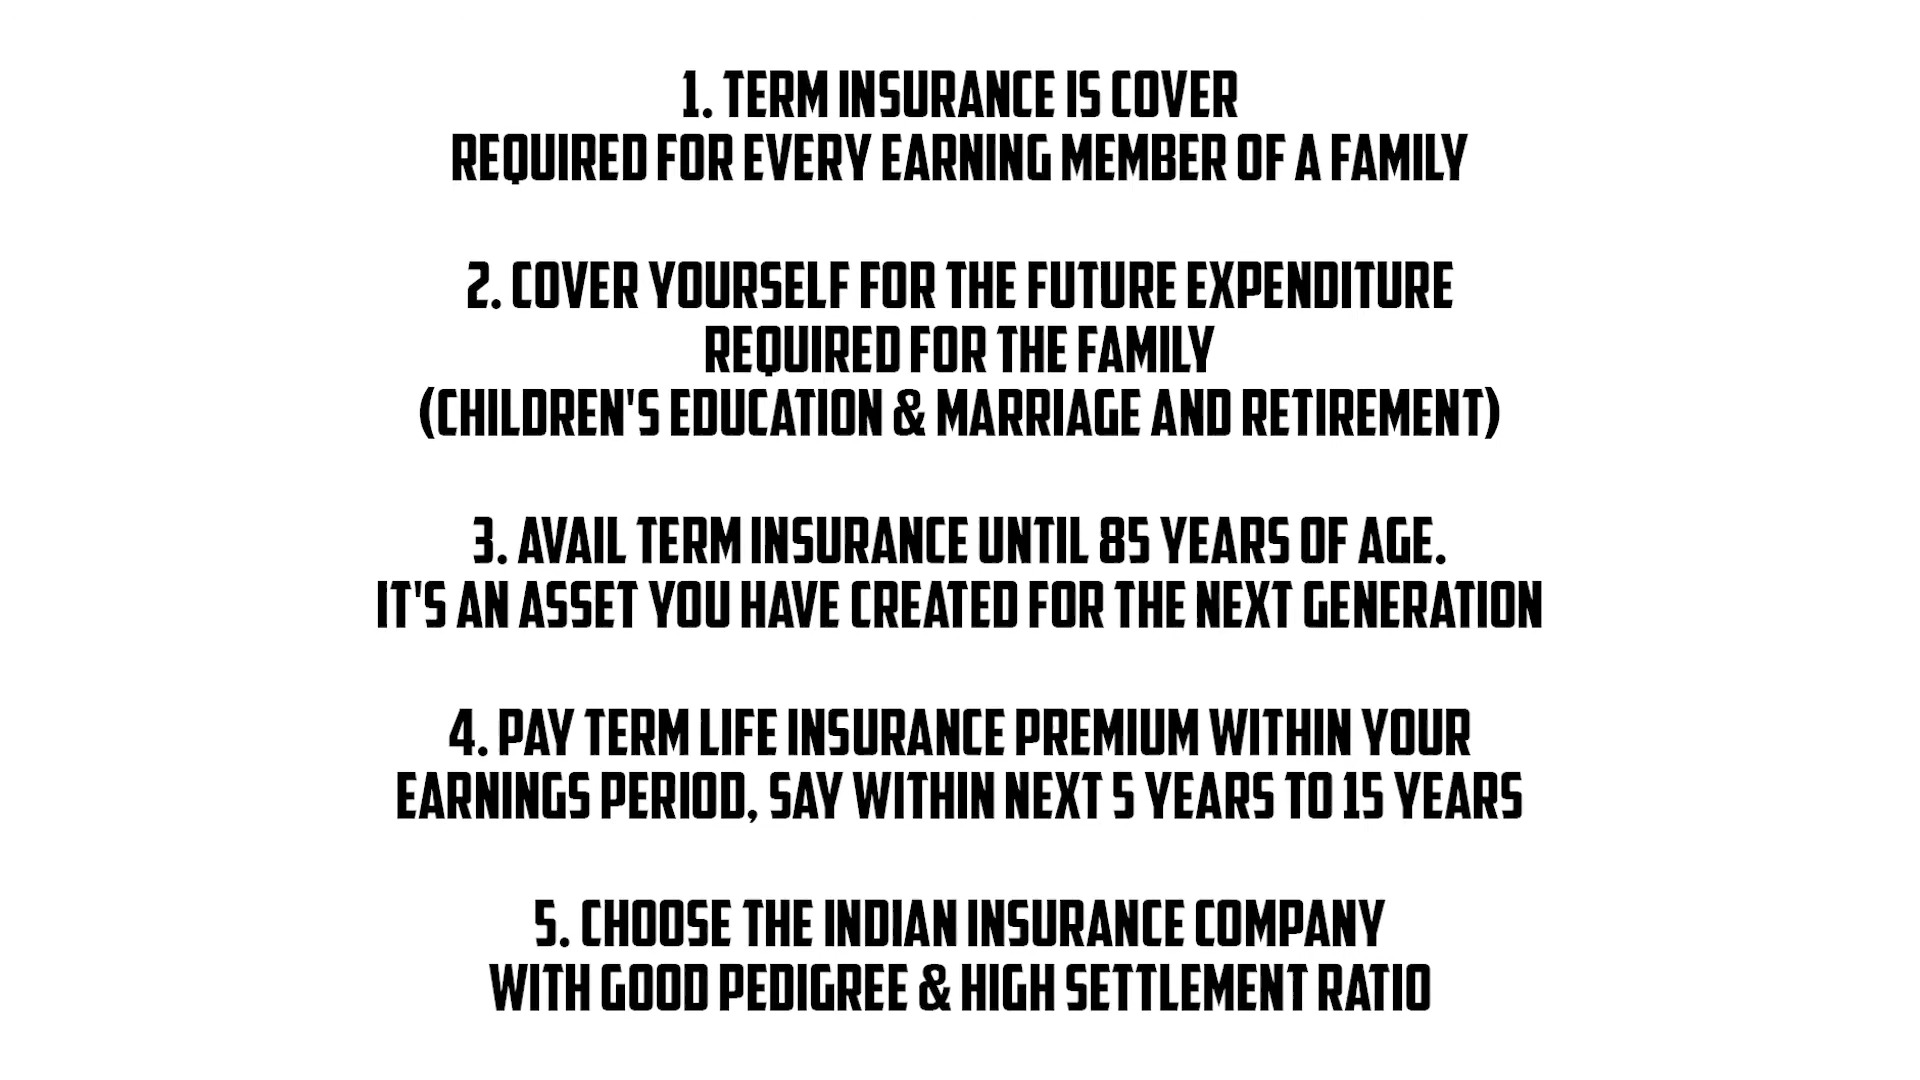 1. TERM INSURANCE IS COVER
REQUIRED FOR EVERY EARNING MEMBER OF A FAMILY
2. COVER YOURSELF FOR THE FUTURE EXPENDITURE
REQUIRED FOR THE FAMILY
(CHILDREN'S EDUCATION & MARRIAGE AND RETIREMENT)
3. AVAIL TERM INSURANCE UNTIL 85 YEARS OF AGE.
IT'S AN ASSET YOU HAVE CREATED FOR THE NEXT GENERATION
4. PAY TERM LIFE INSURANCE PREMIUM WITHIN YOUR
EARNINGS PERIOD, SAY WITHIN NEXT 5 YEARS TO 15 YEARS
5. CHOOSE THE INDIAN INSURANCE COMPANY
WITH GOOD PEDIGREE & HIGH SETTLEMENT RATIO